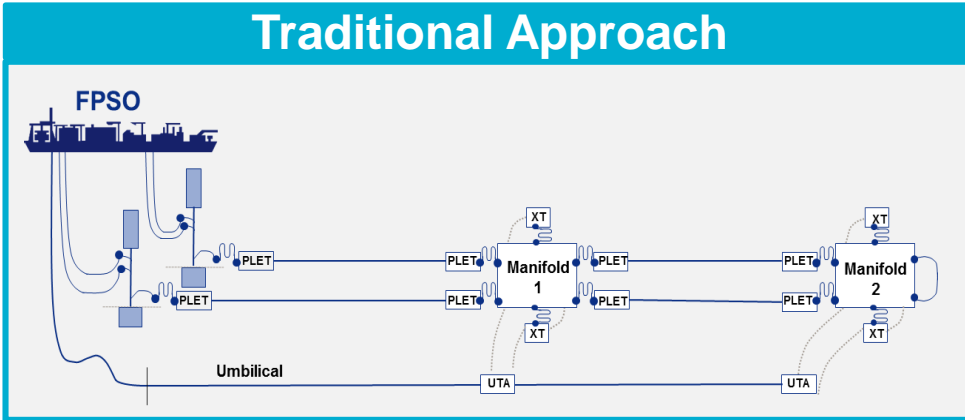 Traditional Approach
FPSO
XT
XT
PLET
PLET
PLET
PLET
Manifold
1
Manifold
2
PLET
PLET
PLET
PLET
XT
XT
Umbilical
UTA
UTA